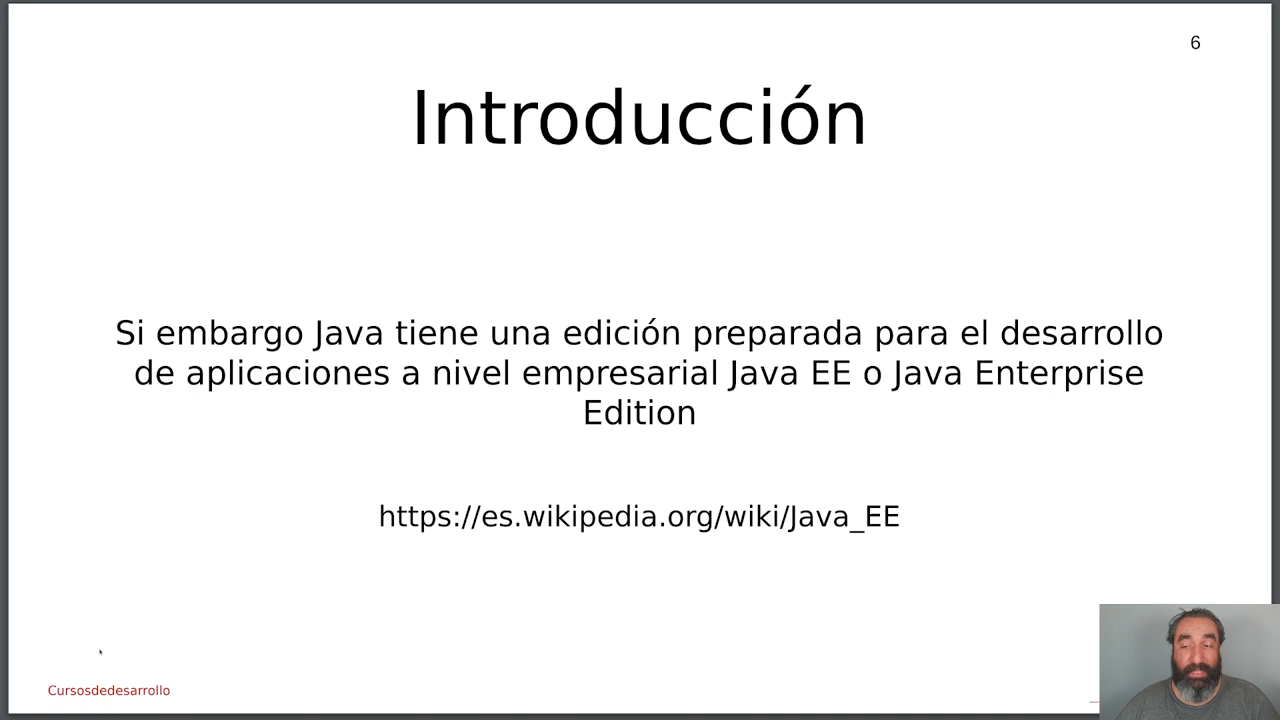 6
Introducción
Si embargo Java tiene una edición preparada para el desarrollo
de aplicaciones a nivel empresarial Java EE o Java Enterprise
Edition
https://es.wikipedia.org/wiki/Java_EE
Cursosdedesarrollo